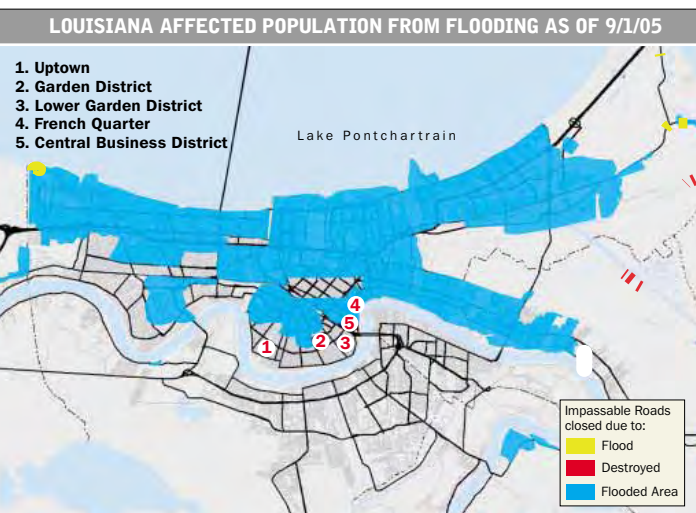 LOUISIANA AFFECTED POPULATION FROM FLOODING AS OF 9/1/05
1. Uptown
2. Garden District
3. Lower Garden District
4. French Quarter
5. Central Business District
Lake Pontchartrain
4
5
1
2
3
Impassable Roads
closed due to:
Flood
Destroyed
Flooded Area